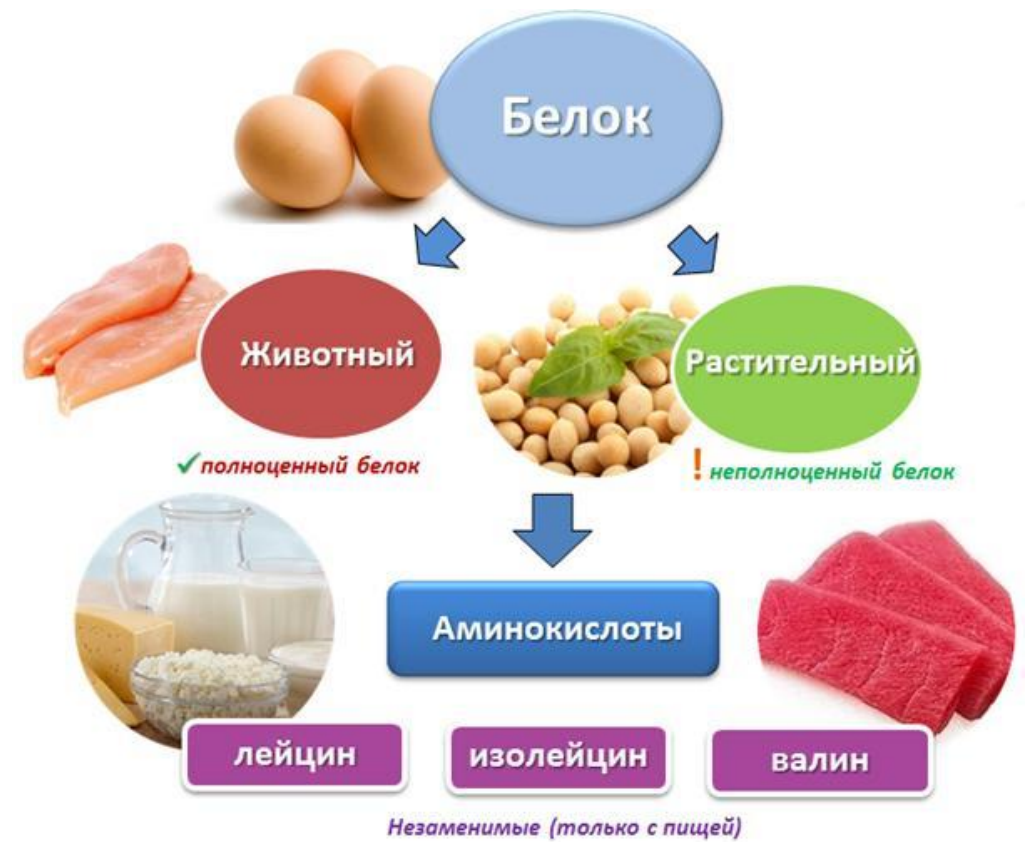 Белок
Животный
Растительный
полноценный белок
! неполноценный белок
Аминокислоты
лейцин
изолейцин
валин
Незаменимые (только с пищей)